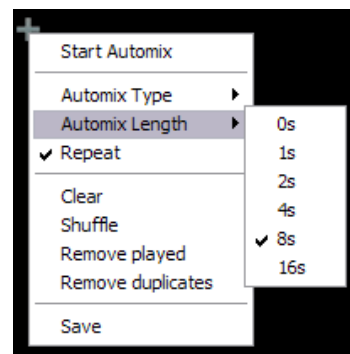 Start Automix
Automix Type
Automix Length
Repeat
Clear
Shuffle
Remove played
Remove duplicates
Save
0s
1s
2s
4s
8s
16s